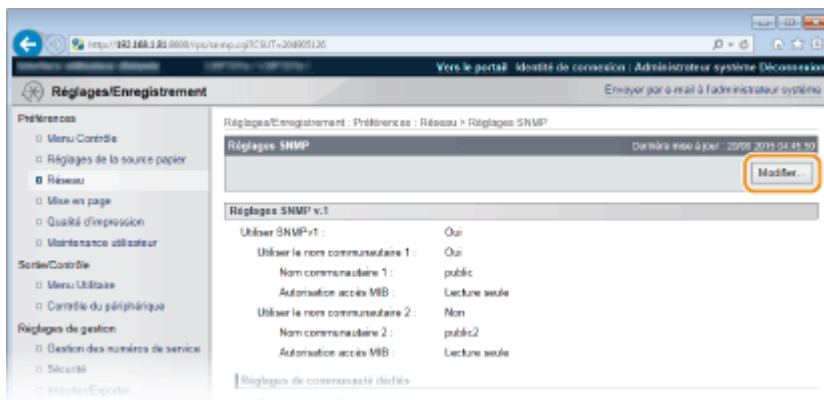 Vers le portail Identité de connexion : Administrateur système Déconnexion
Réglages/Enregistrement
Envoyer par e-mail à l'administrateur système
Préférences
Menu Contrôle
Réglages de la source papier
Réseau
Mise en page
Qualité d'impression
Maintenance utilisateur
Sortie/Contrôle
Menu Utilitaire
Contrôle du périphérique
Réglages de gestion
Gestion des numéros de service
Sécurité
Importer/Exporter
Réglages/Enregistrement : Préférences : Réseau > Réglages SNMP
Réglages SNMP
Dernière mise à jour : 2015 04:45:50
Modifier...
Réglages SNMP v.1
Utiliser SNMPv1 : Oui
Utiliser le nom communautaire 1 : Oui
Nom communautaire 1 : public
Autorisation accès MIB : Lecture seule
Utiliser le nom communautaire 2 : Non
Nom communautaire 2 : public2
Autorisation accès MIB : Lecture seule
Réglages de communauté dédiés